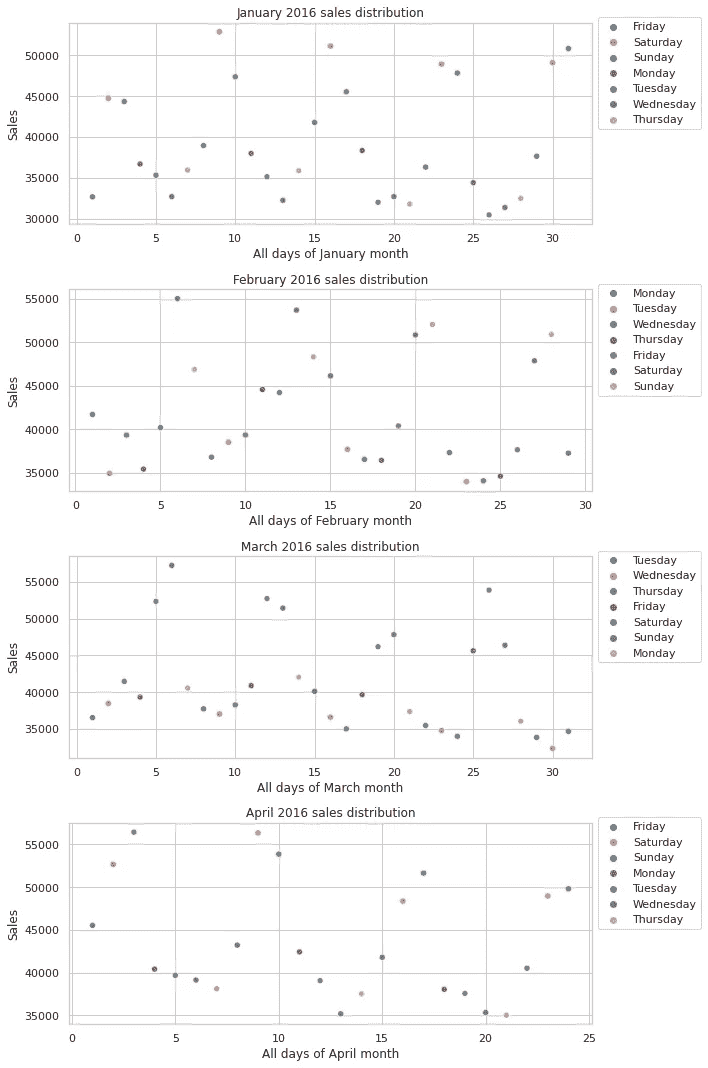 January 2016 sales distribution
Friday
Saturday
Sunday
Monday
Tuesday
Wednesday
Thursday
50000
45000
40000
35000
30000
Sales
0 5 10 15 20 25 30
All days of January month
February 2016 sales distribution
Monday
Tuesday
Wednesday
Thursday
Friday
Saturday
Sunday
55000
50000
45000
40000
35000
Sales
0 5 10 15 20 25 30
All days of February month
March 2016 sales distribution
Tuesday
Wednesday
Thursday
Friday
Saturday
Sunday
Monday
55000
50000
45000
40000
35000
Sales
0 5 10 15 20 25 30
All days of March month
April 2016 sales distribution
Friday
Saturday
Sunday
Monday
Tuesday
Wednesday
Thursday
55000
50000
45000
40000
35000
Sales
0 5 10 15 20 25
All days of April month